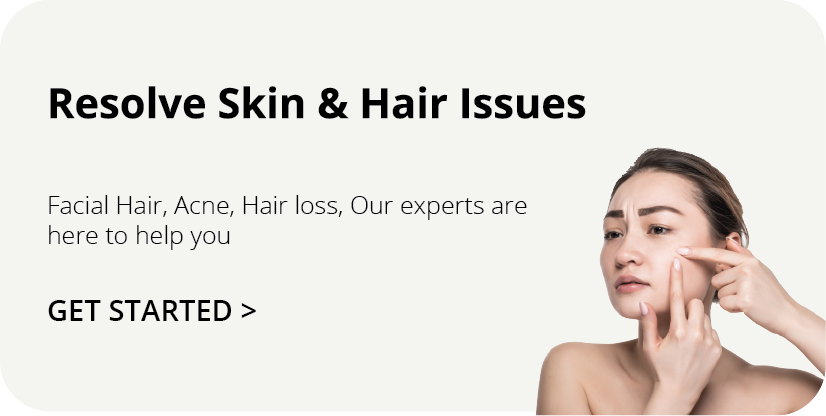 Resolve Skin & Hair Issues
Facial Hair, Acne, Hair loss, Our experts are
here to help you
GET STARTED >